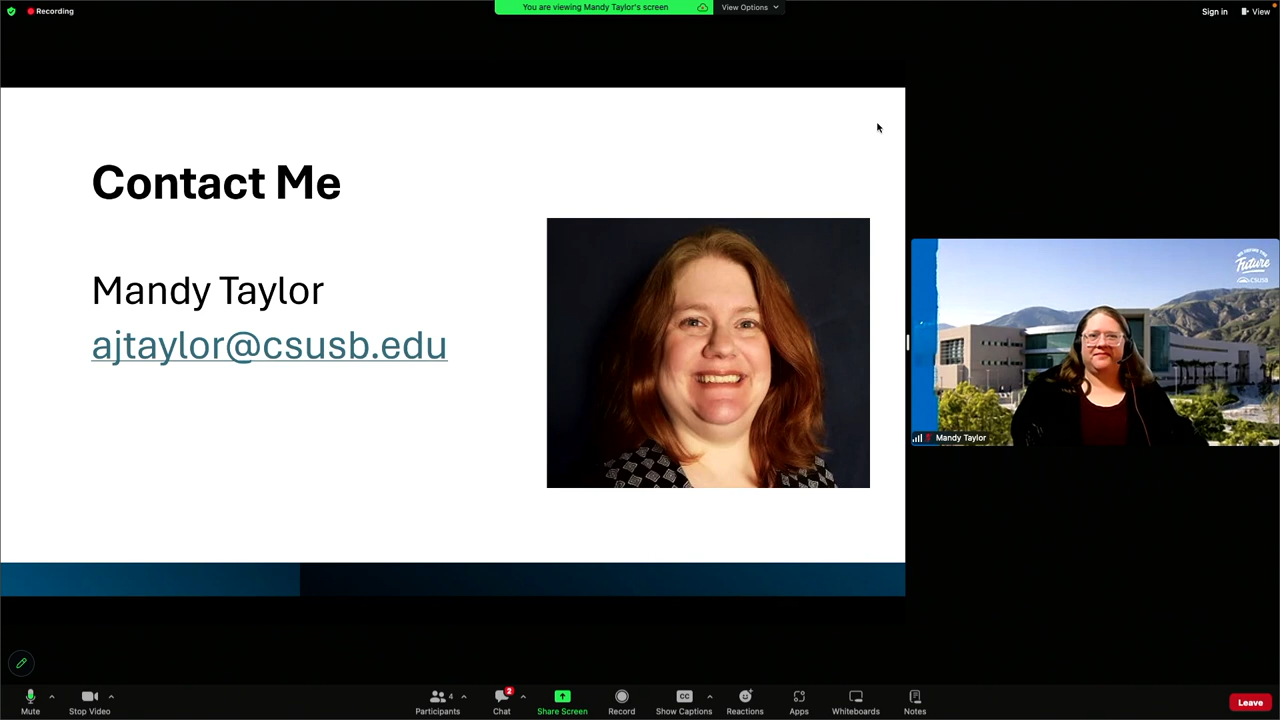 Recording
You are viewing Mandy Taylor's screen
View Options
Sign in
View
Contact Me
Mandy Taylor
ajtaylor@csusb.edu
Future
CSUSB
Mandy Taylor
Mute
Stop Video
Participants
4
Chat
2
Share Screen
Record
CC
Show Captions
Reactions
Apps
Whiteboards
Notes
Leave